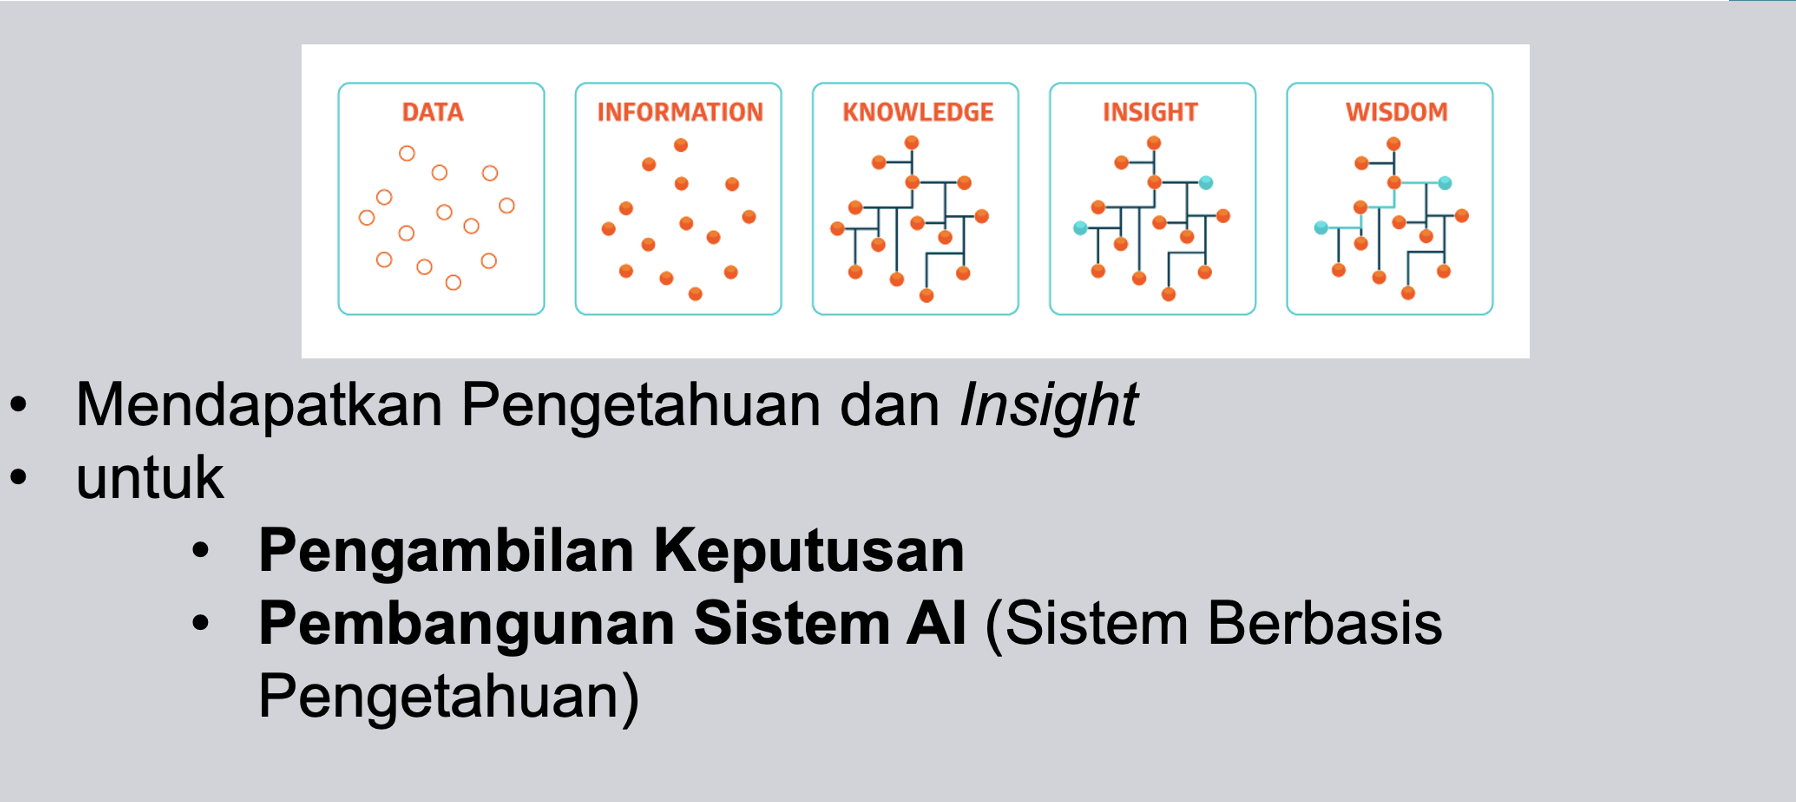 DATA
INFORMATION
KNOWLEDGE
INSIGHT
WISDOM
• Mendapatkan Pengetahuan dan Insight
• untuk
• Pengambilan Keputusan
• Pembangunan Sistem AI (Sistem Berbasis
Pengetahuan)